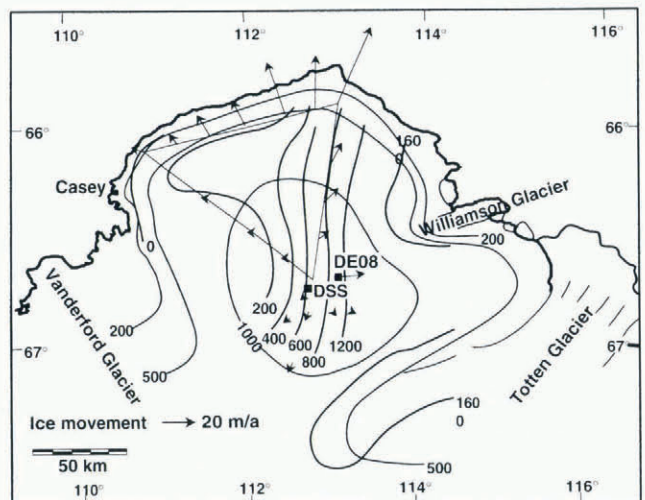 110° 112° 114° 116°
66° 66°
160
0
Casey
Williamson Glacier
0
200
DE08
DSS
Vanderford Glacier
200
200
1000
400
600
800
1200
500
Totten Glacier
67° 67°
Ice movement → 20 m/a
160
0
50 km
500
110° 112° 114° 116°